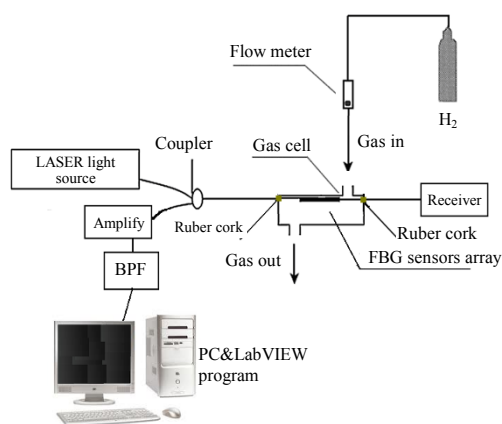 Flow meter
H2
Coupler
Gas cell
Gas in
LASER light
source
Receiver
Amplify
Ruber cork
Ruber cork
BPF
Gas out
FBG sensors array
PC&LabVIEW
program